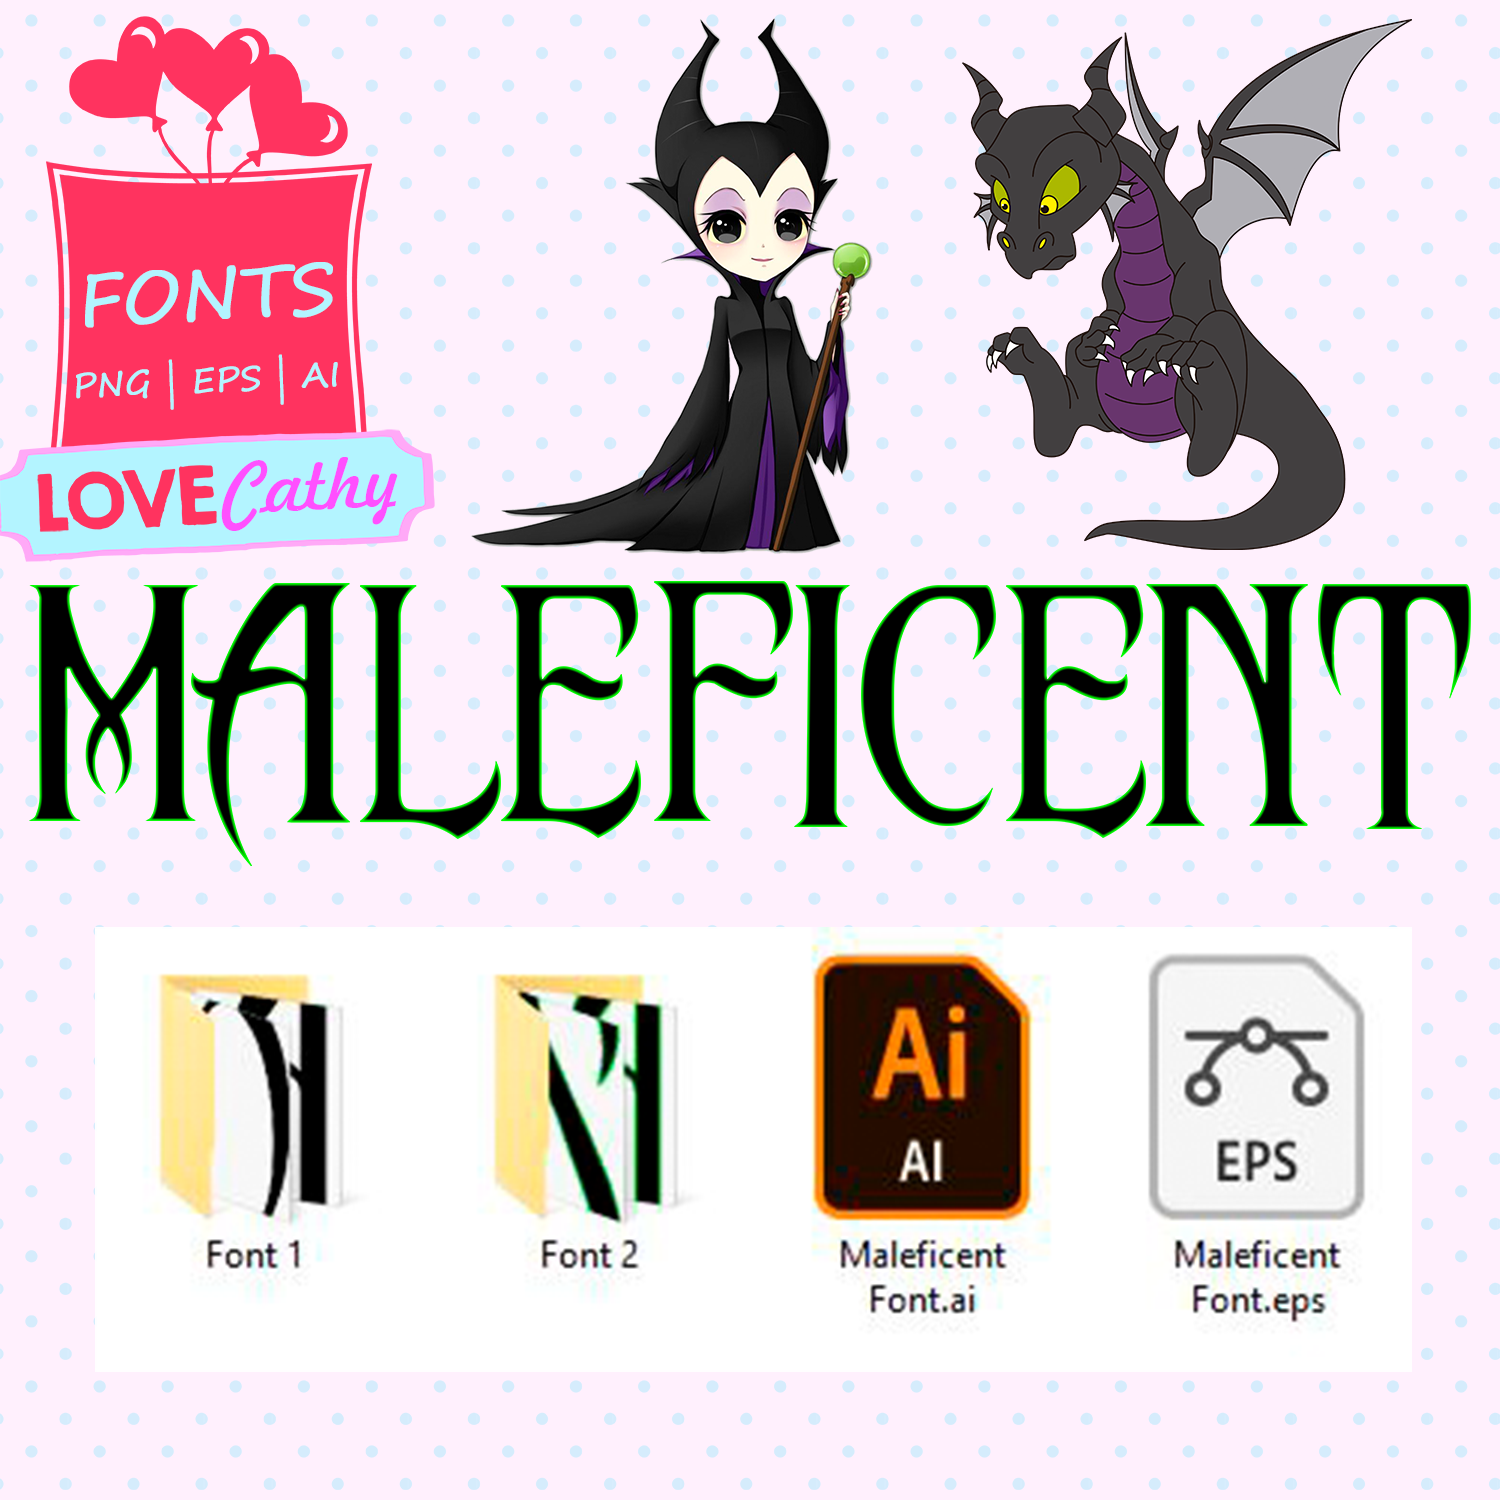 FONTS
PNG | EPS | AI
LOVE Cathy
MALEFICENT
Ai
AI
EPS
Font 1
Font 2
Maleficent
Font.ai
Maleficent
Font.eps